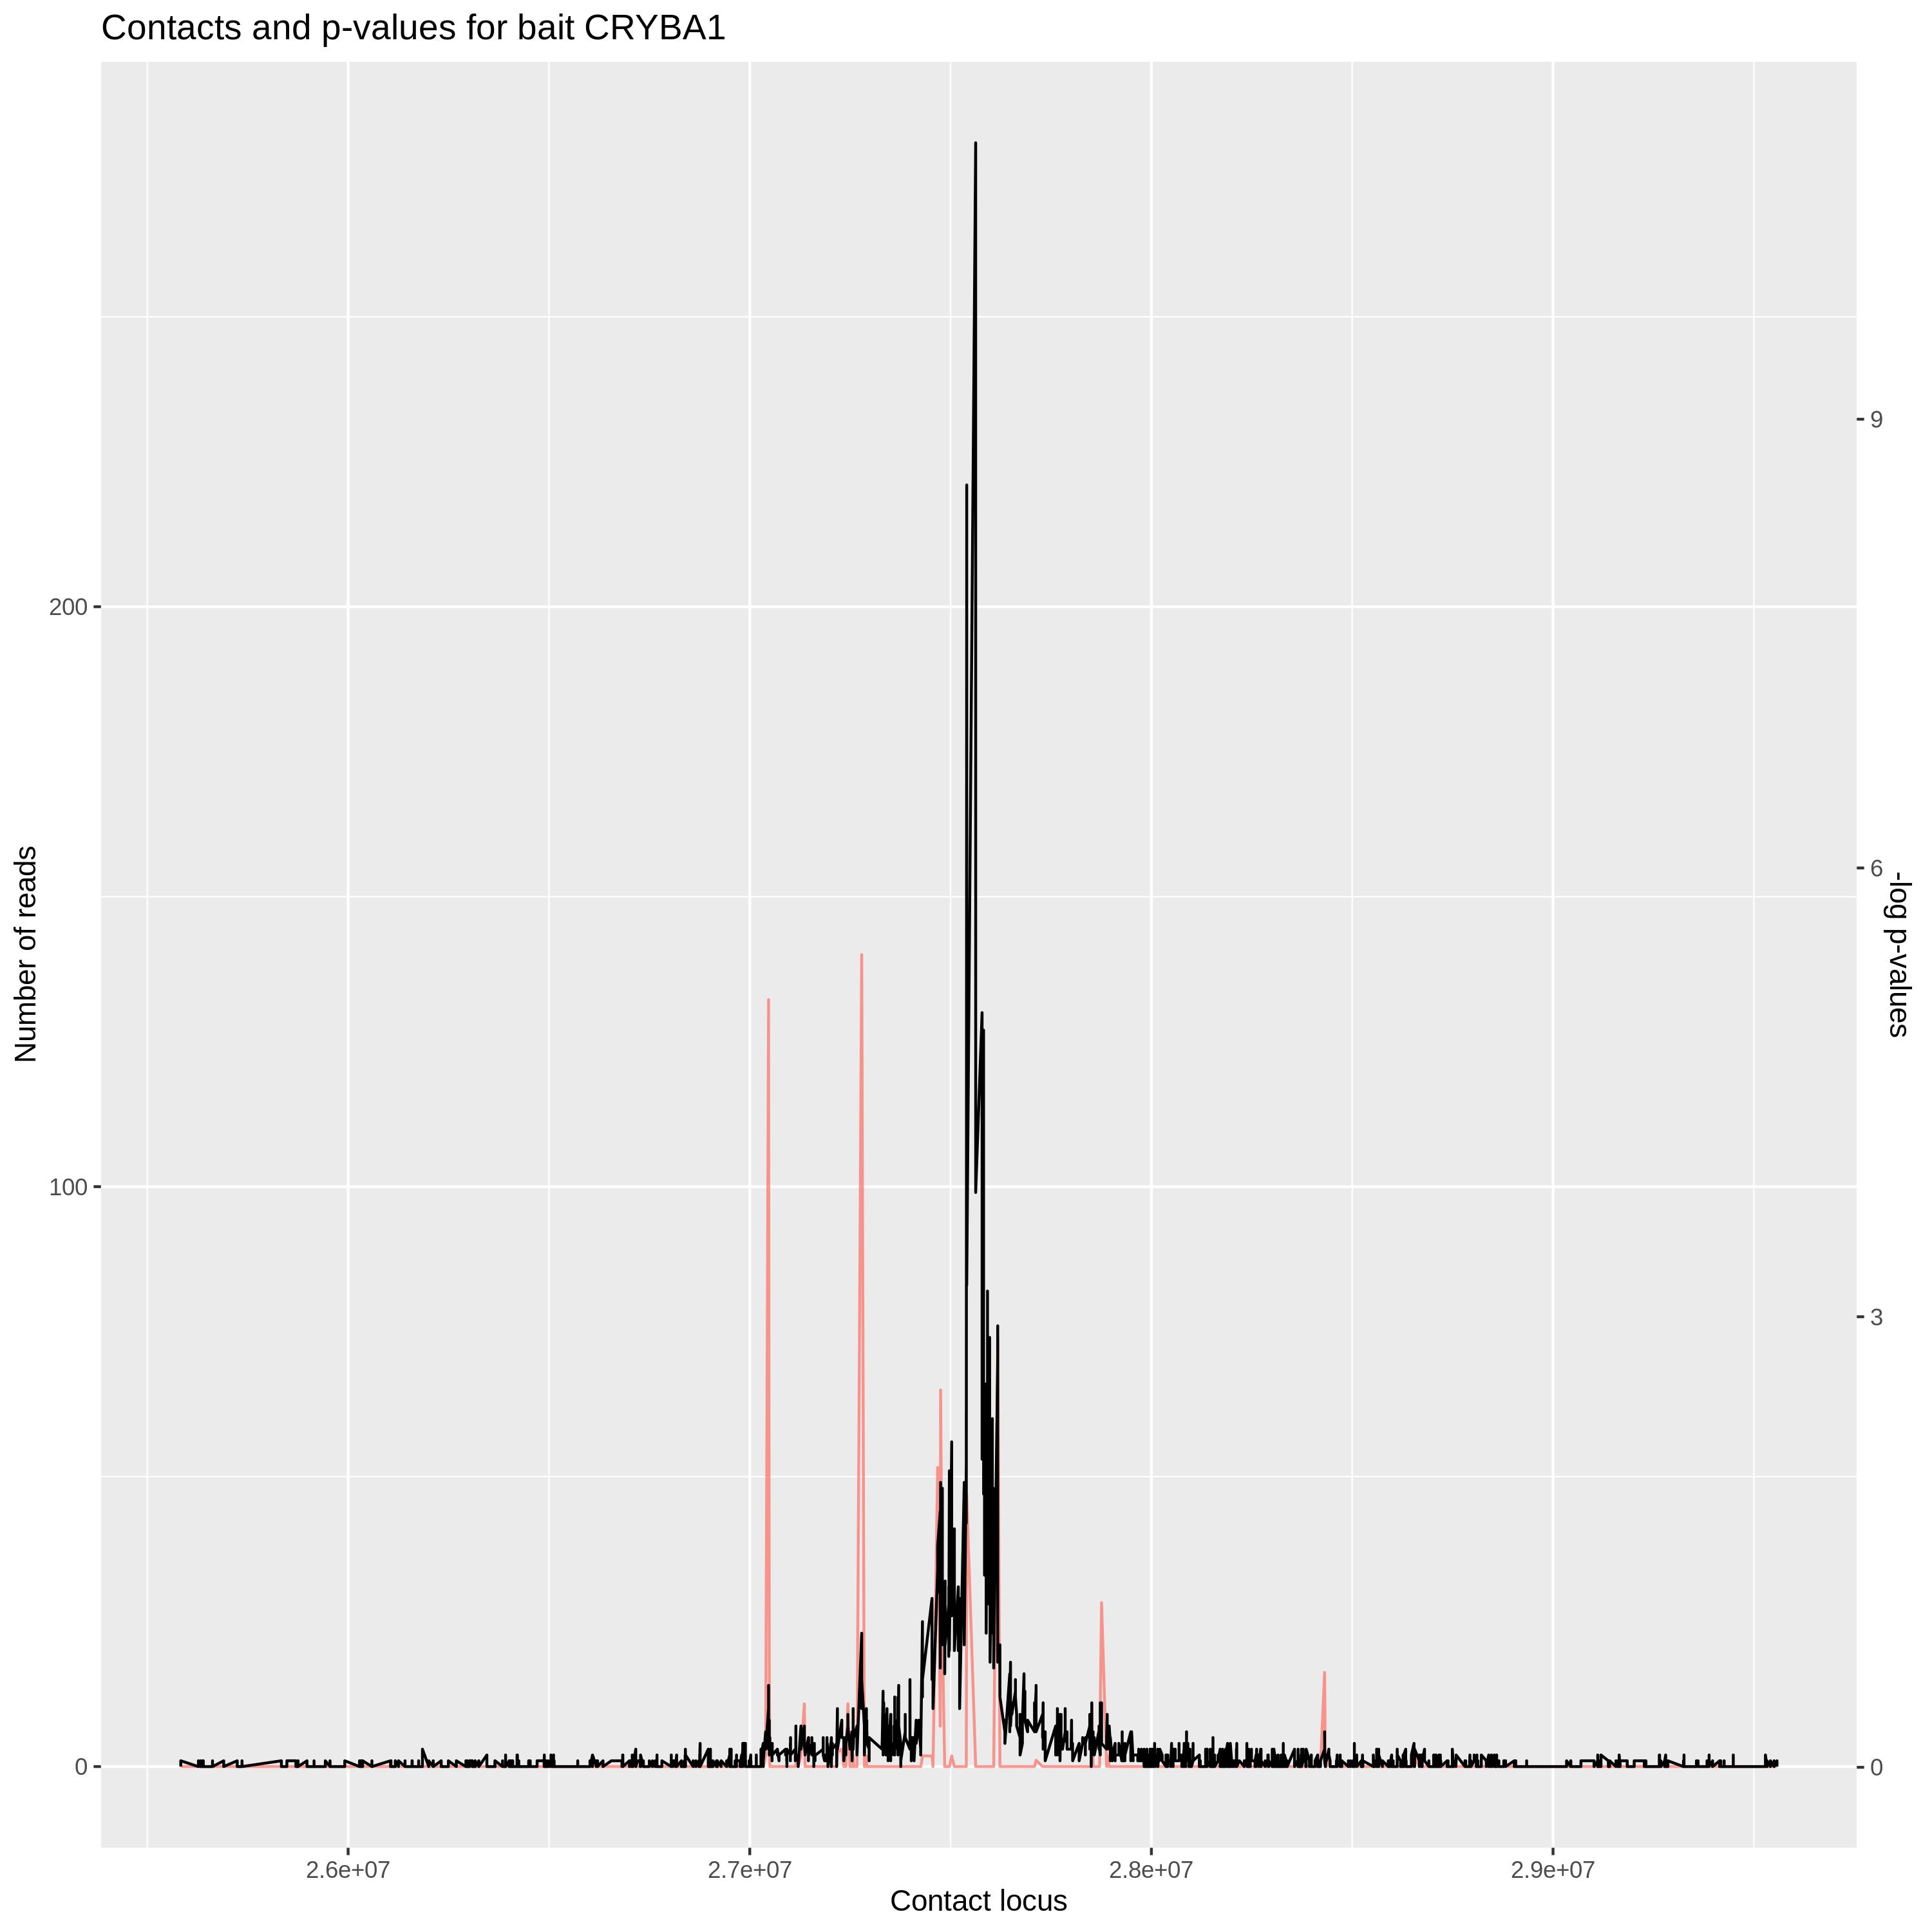 Contacts and p-values for bait CRYBA1
Number of reads
200
100
0
9
6
3
0
-log p-values
2.6e+07 2.7e+07 2.8e+07 2.9e+07
Contact locus